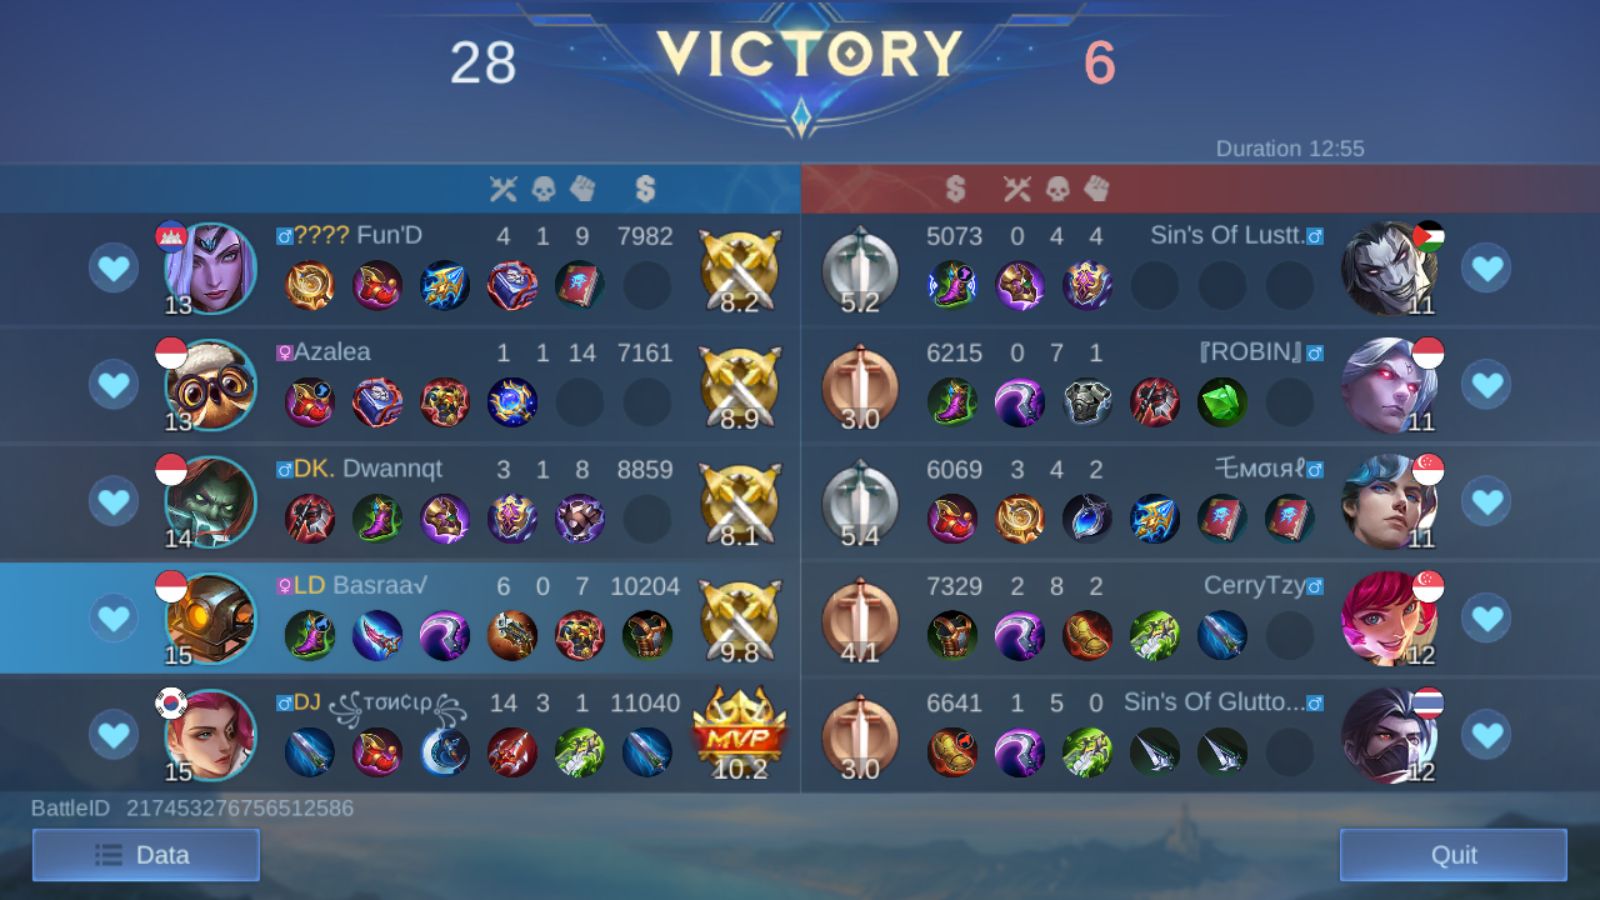 28 VICTORY 6
Duration 12:55
???? Fun'D 4 1 9 7982
13 8.2
5073 0 4 4 Sin's Of Lustt.
5.2 11
Azalea 1 1 14 7161
13 8.9
6215 0 7 1 『ROBIN』
3.0 11
DK. Dwannqt 3 1 8 8859
14 8.1
6069 3 4 2
5.4 11
LD Basraa√ 6 0 7 10204
15 9.8
7329 2 8 2 CerryTzy
4.1 12
DJ тσи¢ιρ 14 3 1 11040
MVP
15 10.2
6641 1 5 0 Sin's Of Glutto...
3.0 12
BattleID 217453276756512586
Data
Quit